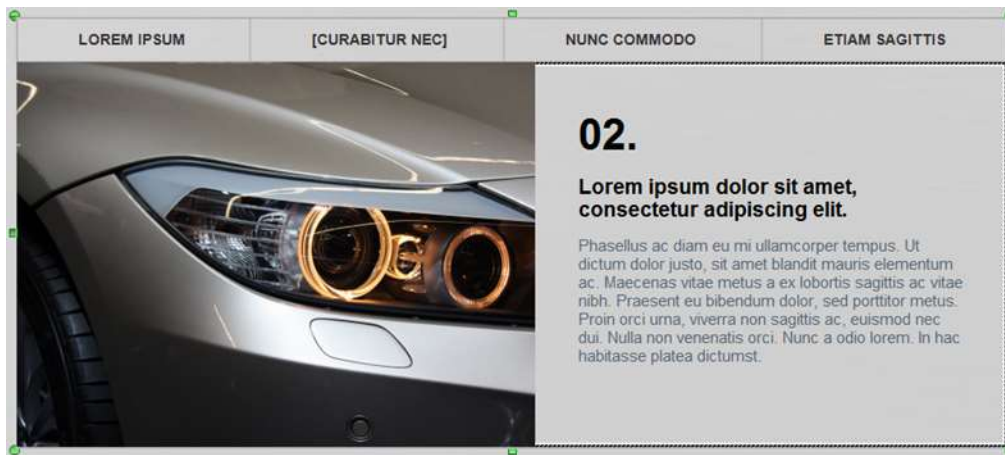 LOREM IPSUM
[CURABITUR NEC]
NUNC COMMODO
ETIAM SAGITTIS
02.
Lorem ipsum dolor sit amet,
consectetur adipiscing elit.
Phasellus ac diam eu mi ullamcorper tempus. Ut
dictum dolor justo, sit amet blandit mauris elementum
ac. Maecenas vitae metus a ex lobortis sagittis ac vitae
nibh. Praesent eu bibendum dolor, sed porttitor metus.
Proin orci urna, viverra non sagittis ac, euismod nec
dui. Nulla non venenatis orci. Nunc a odio lorem. In hac
habitasse platea dictumst.